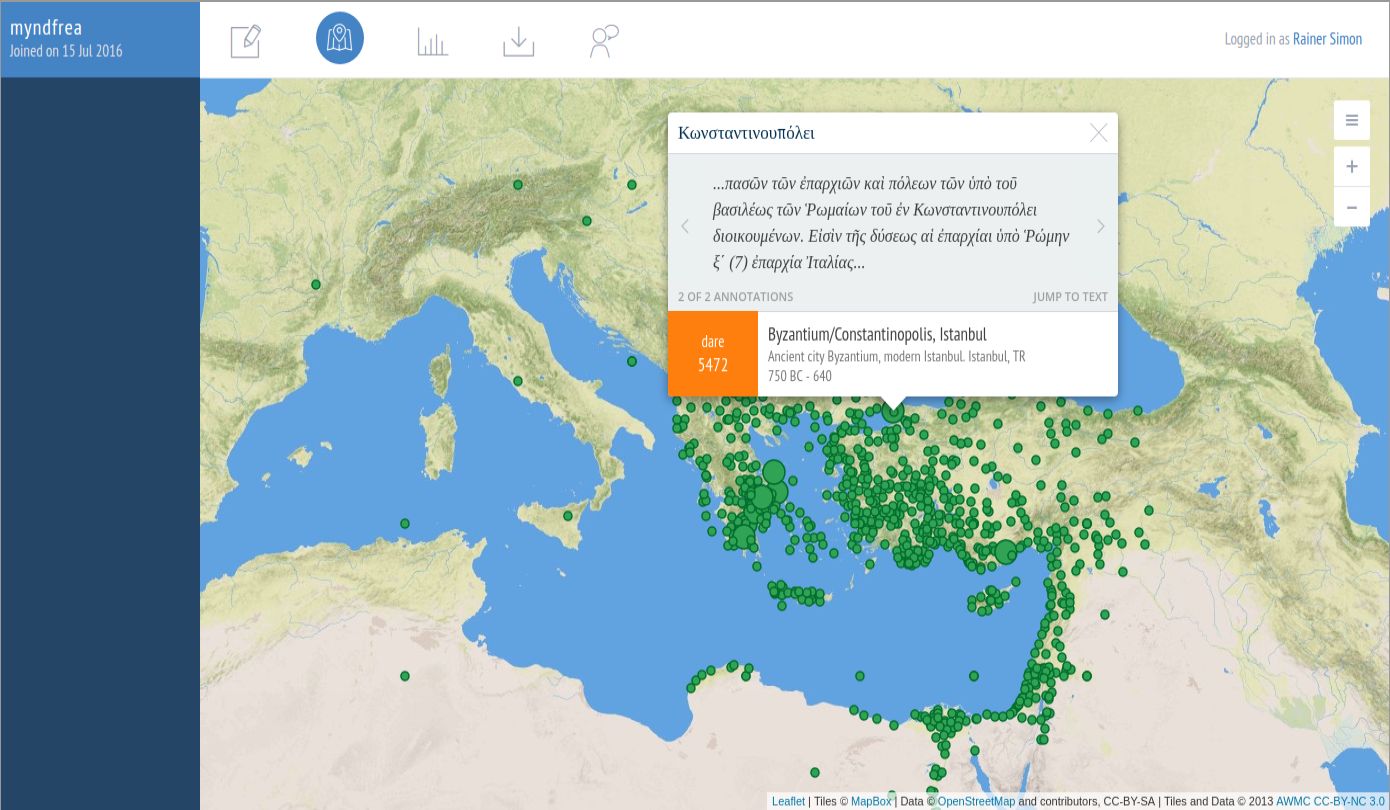 myndfrea
Joined on 15 Jul 2016
Logged in as Rainer Simon
Κωνσταντινουπόλει
...πασῶν τῶν ἐπαρχιῶν καὶ πόλεων τῶν ὑπὸ τοῦ
βασιλέως τῶν Ῥωμαίων τοῦ ἐν Κωνσταντινουπόλει
διοικουμένων. Εἰσὶν τῆς δύσεως αἱ ἐπαρχίαι ὑπὸ Ῥώμην
ξ΄ (7) ἐπαρχία Ἰταλίας...
2 OF 2 ANNOTATIONS JUMP TO TEXT
dare
5472
Byzantium/Constantinopolis, Istanbul
Ancient city Byzantium, modern Istanbul. Istanbul, TR
750 BC - 640
Leaflet | Tiles © MapBox | Data © OpenStreetMap and contributors, CC-BY-SA | Tiles and Data © 2013 AWMC CC-BY-NC 3.0